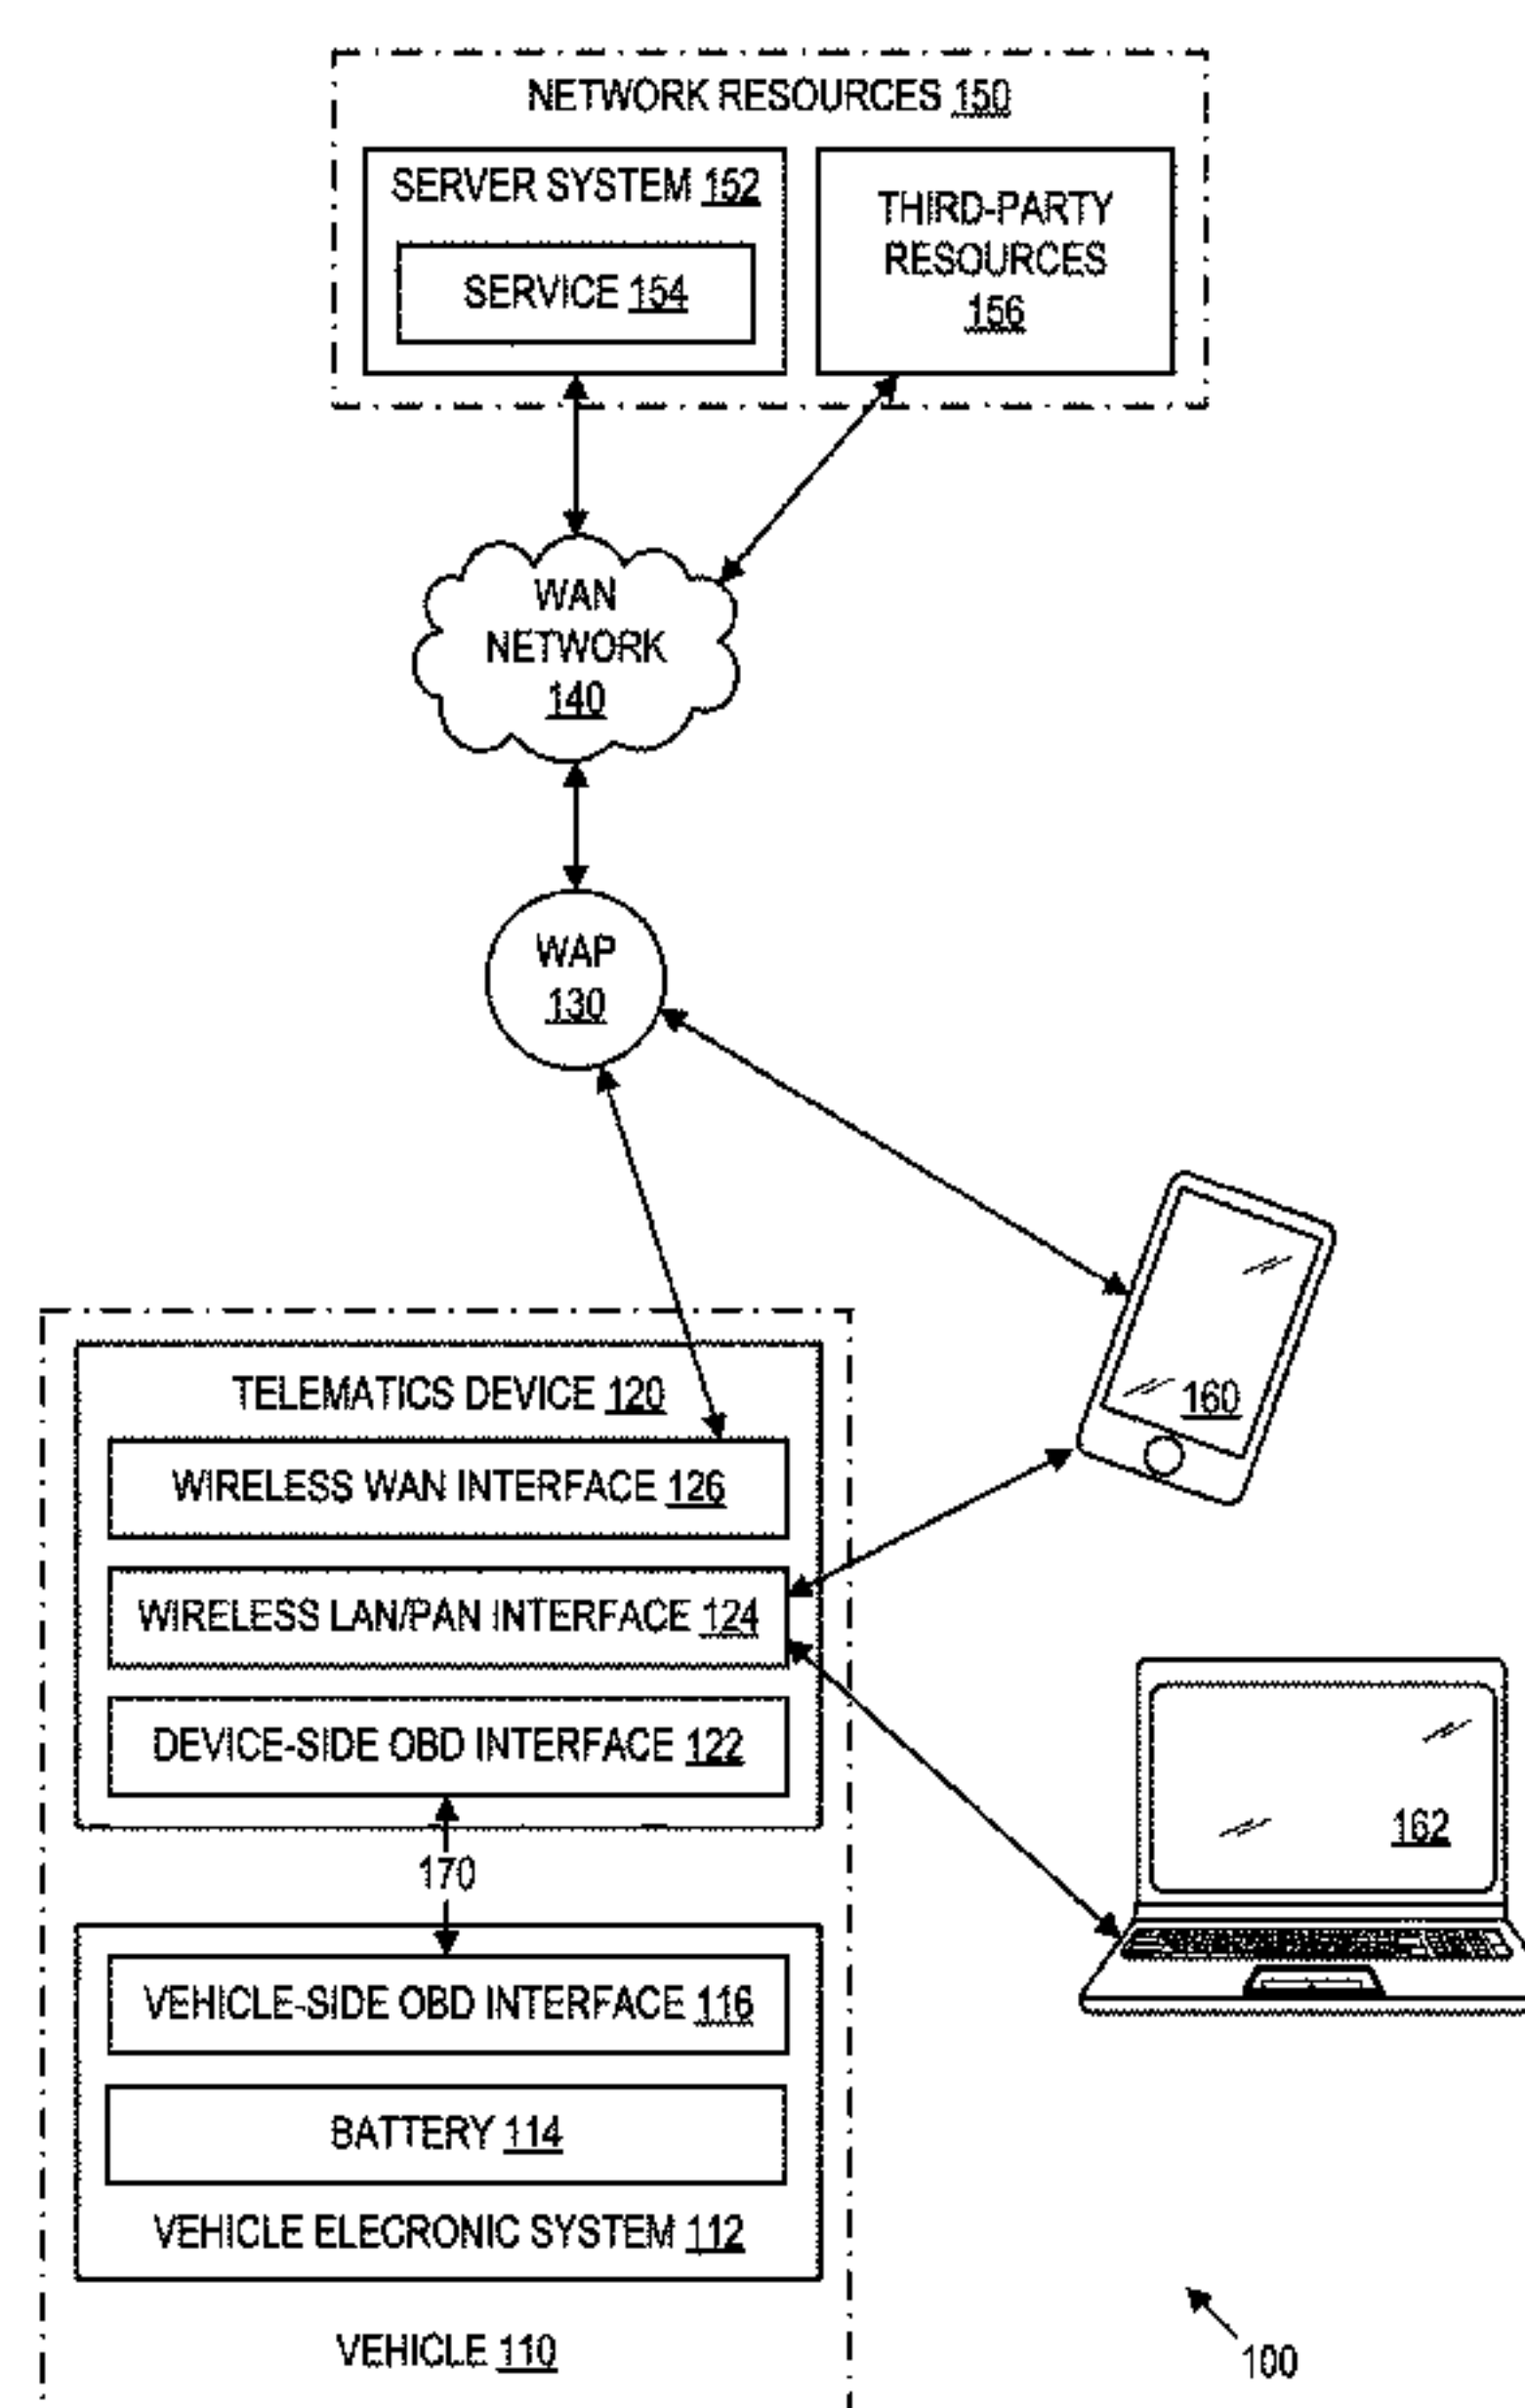 NETWORK RESOURCES 150
SERVER SYSTEM 152
SERVICE 154
THIRD-PARTY
RESOURCES
156
WAN
NETWORK
140
WAP
130
160
TELEMATICS DEVICE 120
WIRELESS WAN INTERFACE 126
WIRELESS LAN/PAN INTERFACE 124
DEVICE-SIDE OBD INTERFACE 122
162
170
VEHICLE-SIDE OBD INTERFACE 116
BATTERY 114
VEHICLE ELECRONIC SYSTEM 112
VEHICLE 110
100